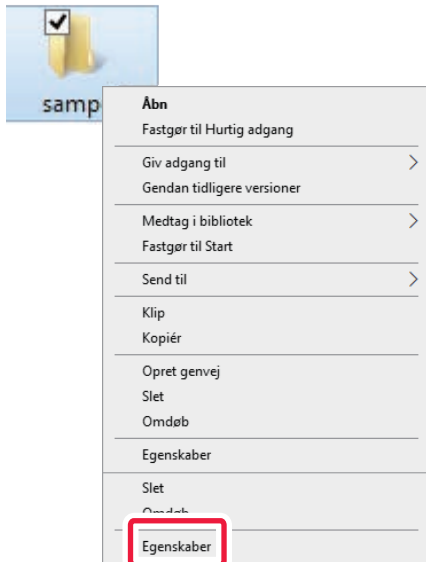 samp
Åbn
Fastgør til Hurtig adgang
Giv adgang til
Gendan tidligere versioner
Medtag i bibliotek
Fastgør til Start
Send til
Klip
Kopiér
Opret genvej
Slet
Omdøb
Egenskaber
Slet
Omdøb
Egenskaber